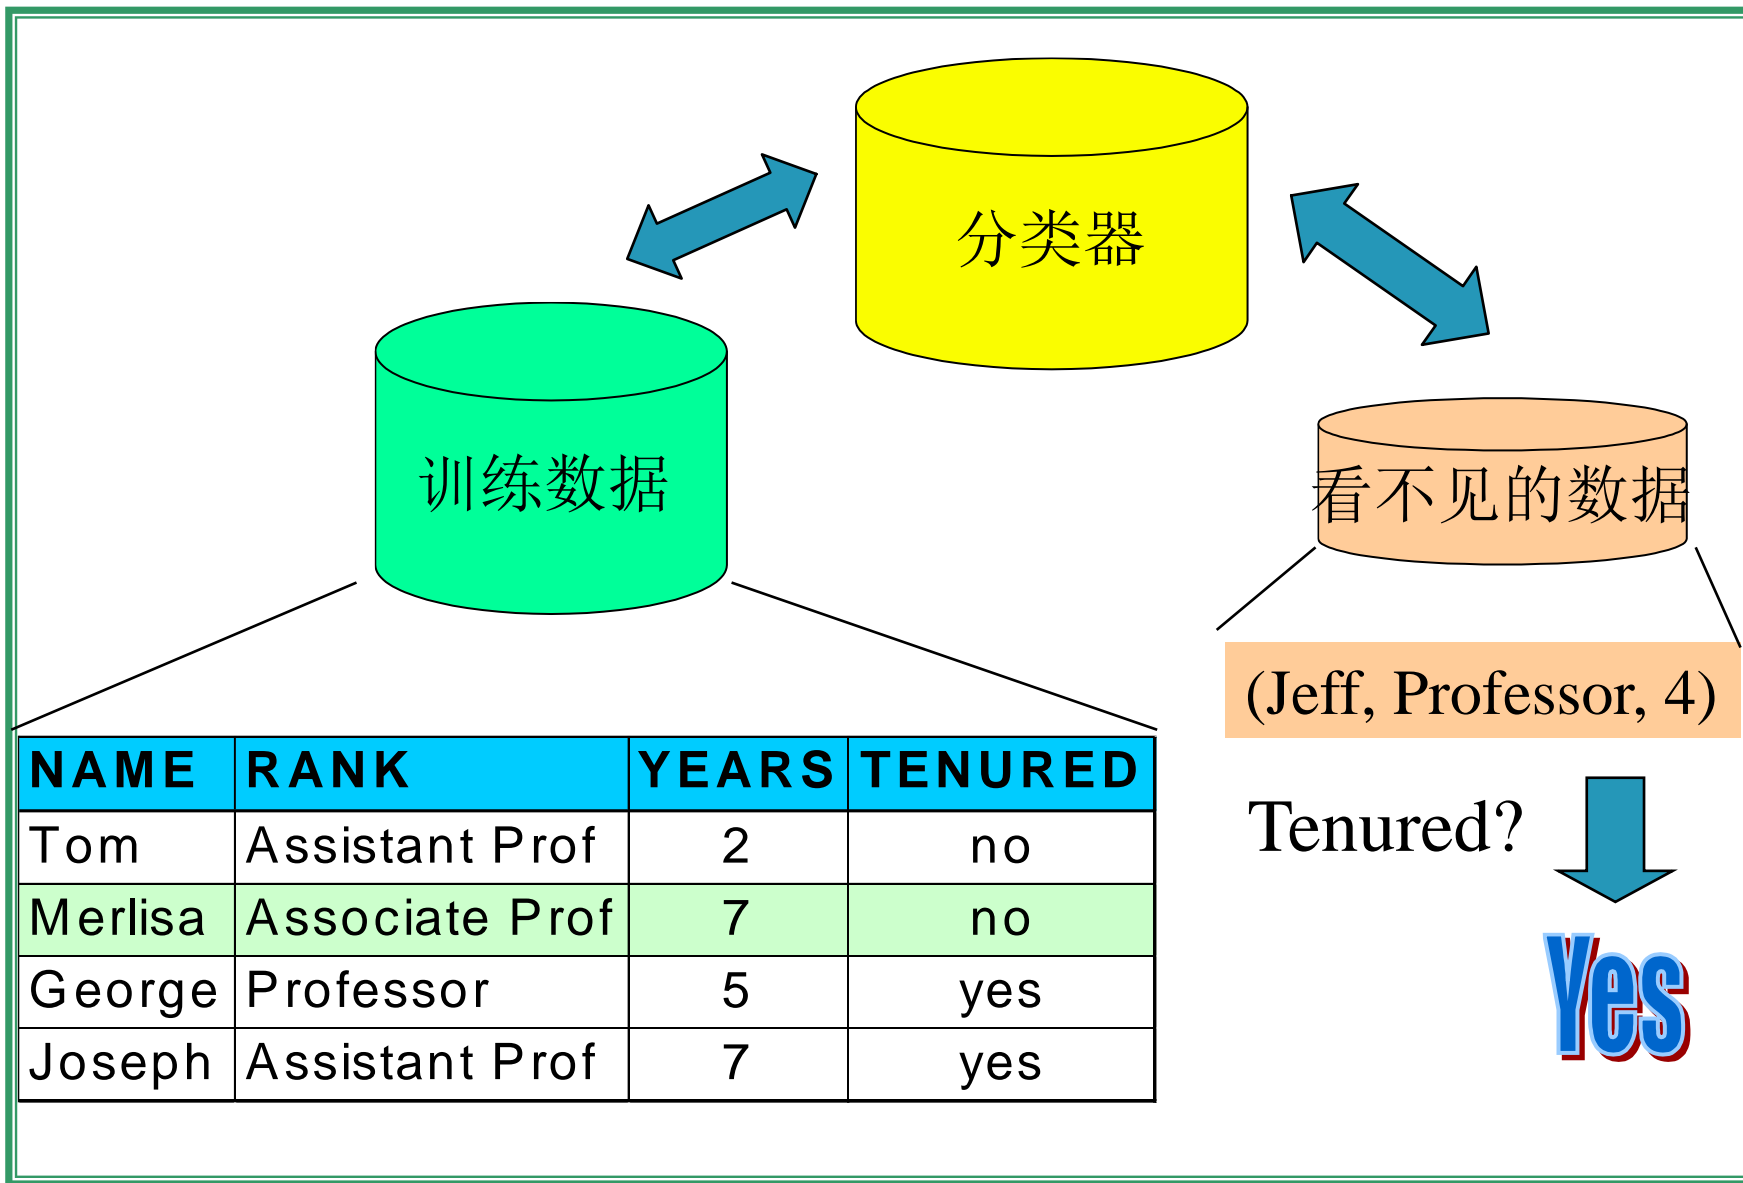 分类器
训练数据
看不见的数据
(Jeff, Professor, 4)
NAME RANK YEARS TENURED
Tom Assistant Prof 2 no
Merlisa Associate Prof 7 no
George Professor 5 yes
Joseph Assistant Prof 7 yes
Tenured?
Yes